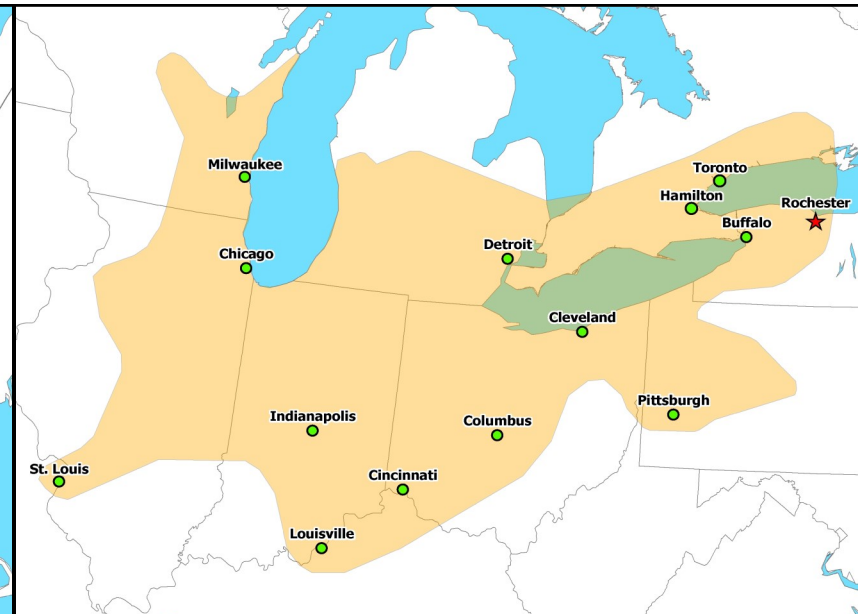 Milwaukee
Toronto
Hamilton
Rochester
Buffalo
Detroit
Chicago
Cleveland
Pittsburgh
Indianapolis
Columbus
St. Louis
Cincinnati
Louisville